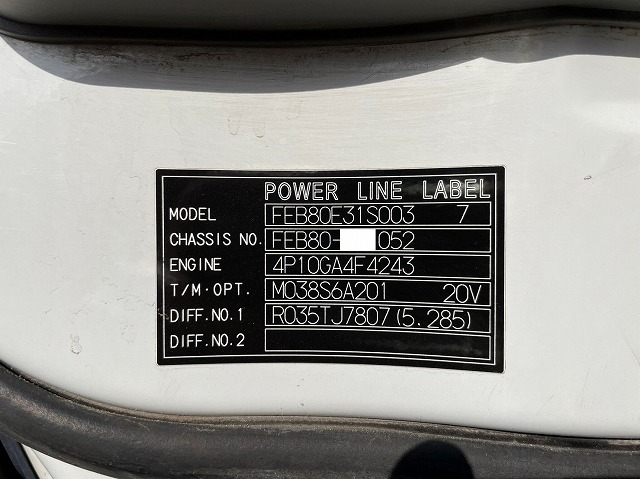 POWER LINE LABEL
MODEL FEB80E31S003 7
CHASSIS NO. FEB80- 052
ENGINE 4P10GA4F4243
T/M·OPT. M038S6A201 20V
DIFF.NO.1 R035TJ7807(5.285)
DIFF.NO.2